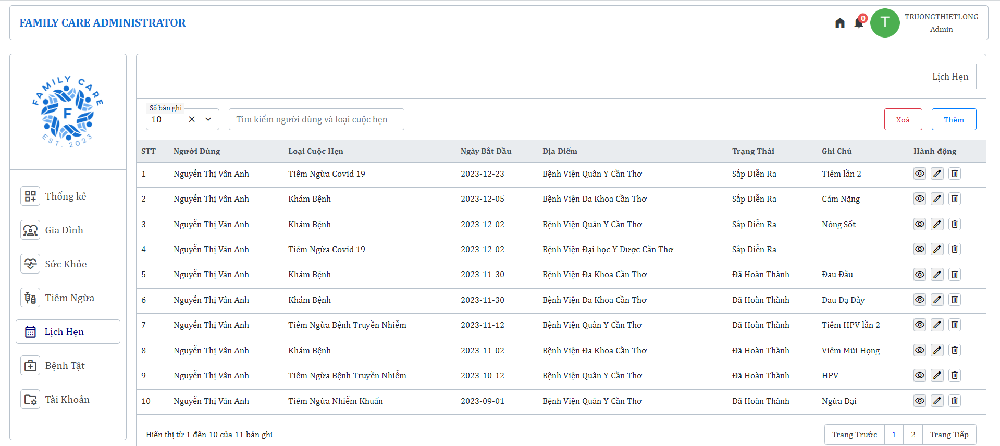 FAMILY CARE ADMINISTRATOR
0
T
TRUONGTHIETLONG
Admin
FAMILY CARE
F
EST. 2023
Thống kê
Gia Đình
Sức Khỏe
Tiêm Ngừa
Lịch Hẹn
Bệnh Tật
Tài Khoản
Lịch Hẹn
Số bản ghi
10
Tìm kiếm người dùng và loại cuộc hẹn
Xoá
Thêm
STT Người Dùng Loại Cuộc Hẹn Ngày Bắt Đầu Địa Điểm Trạng Thái Ghi Chú Hành động
1 Nguyễn Thị Vân Anh Tiêm Ngừa Covid 19 2023-12-23 Bệnh Viện Quân Y Cần Thơ Sắp Diễn Ra Tiêm lần 2
2 Nguyễn Thị Vân Anh Khám Bệnh 2023-12-05 Bệnh Viện Đa Khoa Cần Thơ Sắp Diễn Ra Cảm Nặng
3 Nguyễn Thị Vân Anh Khám Bệnh 2023-12-02 Bệnh Viện Quân Y Cần Thơ Sắp Diễn Ra Nóng Sốt
4 Nguyễn Thị Vân Anh Tiêm Ngừa Covid 19 2023-12-02 Bệnh Viện Đại học Y Dược Cần Thơ Sắp Diễn Ra
5 Nguyễn Thị Vân Anh Khám Bệnh 2023-11-30 Bệnh Viện Đa Khoa Cần Thơ Đã Hoàn Thành Đau Đầu
6 Nguyễn Thị Vân Anh Khám Bệnh 2023-11-30 Bệnh Viện Đa Khoa Cần Thơ Đã Hoàn Thành Đau Dạ Dày
7 Nguyễn Thị Vân Anh Tiêm Ngừa Bệnh Truyền Nhiễm 2023-11-12 Bệnh Viện Quân Y Cần Thơ Đã Hoàn Thành Tiêm HPV lần 2
8 Nguyễn Thị Vân Anh Khám Bệnh 2023-11-02 Bệnh Viện Đa Khoa Cần Thơ Đã Hoàn Thành Viêm Mũi Họng
9 Nguyễn Thị Vân Anh Tiêm Ngừa Bệnh Truyền Nhiễm 2023-10-12 Bệnh Viện Quân Y Cần Thơ Đã Hoàn Thành HPV
10 Nguyễn Thị Vân Anh Tiêm Ngừa Nhiễm Khuẩn 2023-09-01 Bệnh Viện Quân Y Cần Thơ Đã Hoàn Thành Ngừa Dại
Hiển thị từ 1 đến 10 của 11 bản ghi
Trang Trước 1 2 Trang Tiếp